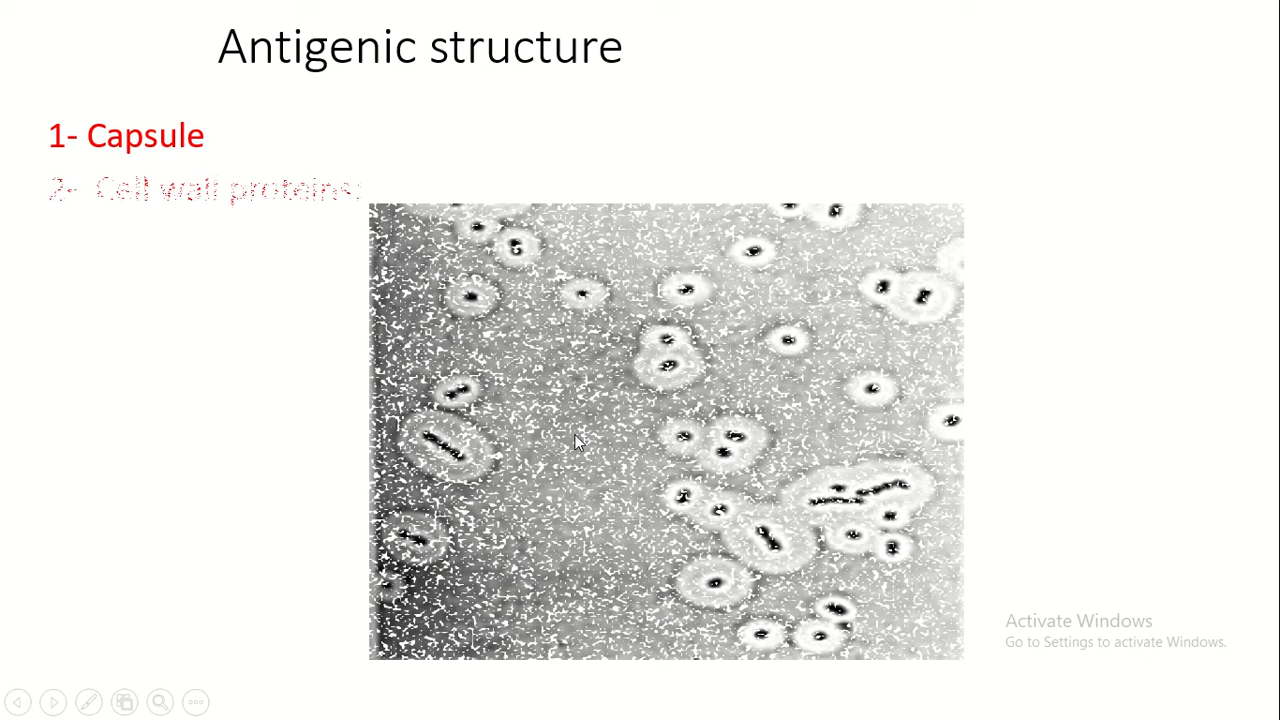 Antigenic structure
1- Capsule
2- Cell wall proteins:
Activate Windows
Go to Settings to activate Windows.